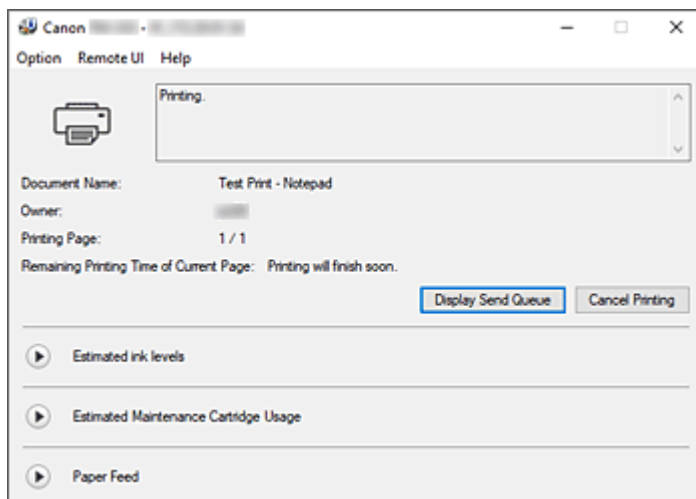 Canon -
Option Remote UI Help
Printing.
Document Name: Test Print - Notepad
Owner:
Printing Page: 1 / 1
Remaining Printing Time of Current Page: Printing will finish soon.
Display Send Queue Cancel Printing
Estimated ink levels
Estimated Maintenance Cartridge Usage
Paper Feed